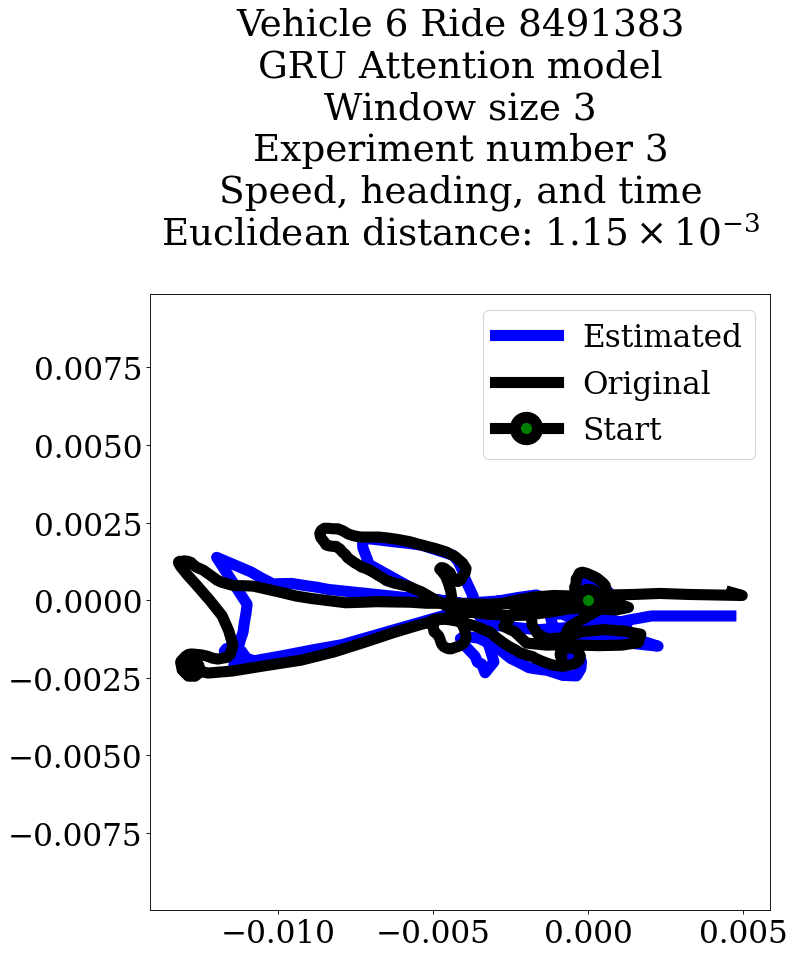 Vehicle 6 Ride 8491383
GRU Attention model
Window size 3
Experiment number 3
Speed, heading, and time
Euclidean distance: 1.15 × 10⁻³
Estimated
Original
Start
0.0075
0.0050
0.0025
0.0000
−0.0025
−0.0050
−0.0075
−0.010 −0.005 0.000 0.005